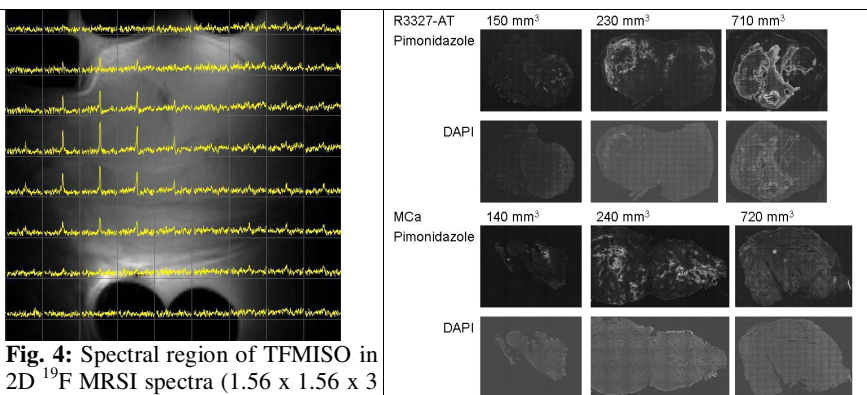 Fig. 4: Spectral region of TFMISO in
2D ¹⁹F MRSI spectra (1.56 x 1.56 x 3
R3327-AT 150 mm³ 230 mm³ 710 mm³
Pimonidazole
DAPI
MCa 140 mm³ 240 mm³ 720 mm³
Pimonidazole
DAPI